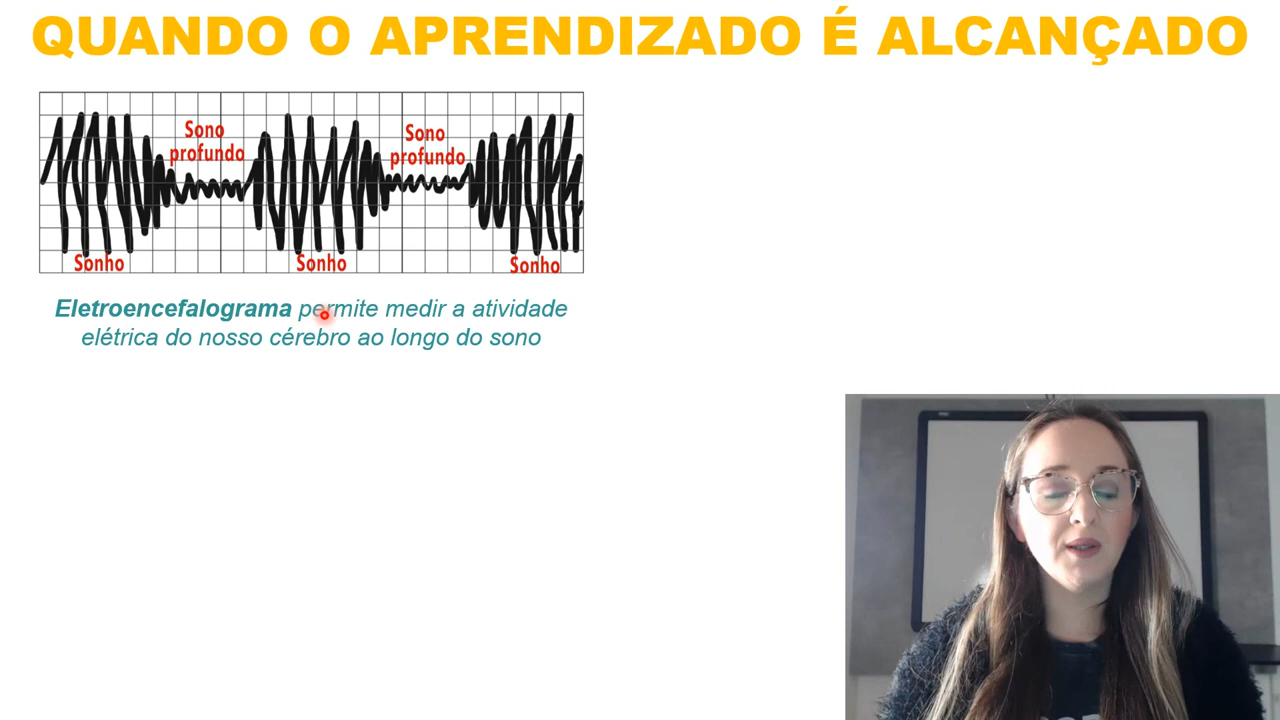 QUANDO O APRENDIZADO É ALCANÇADO
Sono
profundo
Sono
profundo
Sonho
Sonho
Sonho
Eletroencefalograma permite medir a atividade
elétrica do nosso cérebro ao longo do sono